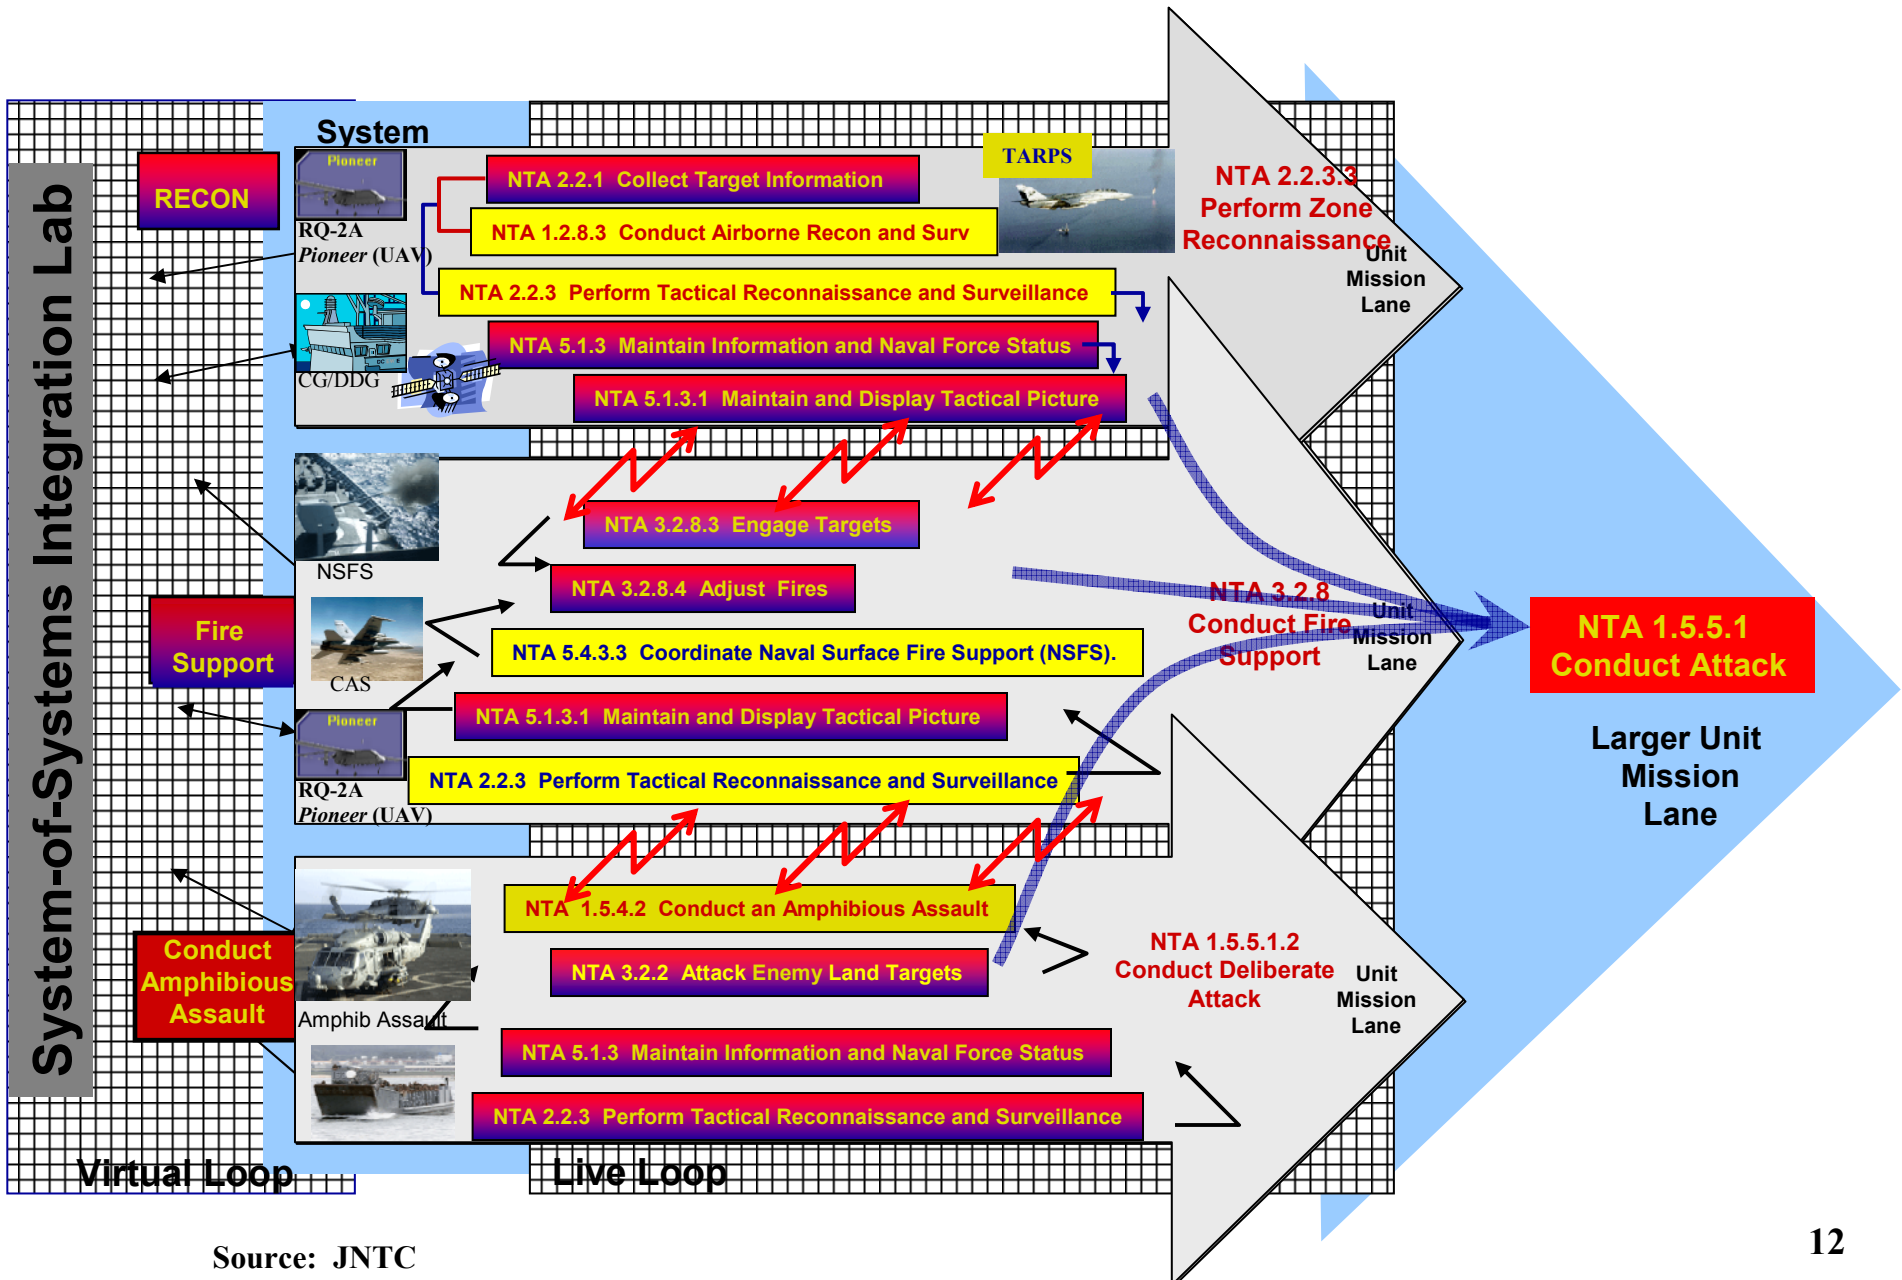 System-of-Systems Integration Lab
System
RECON
Pioneer
RQ-2A
Pioneer (UAV)
CG/DDG
NTA 2.2.1 Collect Target Information
TARPS
NTA 1.2.8.3 Conduct Airborne Recon and Surv
NTA 2.2.3 Perform Tactical Reconnaissance and Surveillance
NTA 5.1.3 Maintain Information and Naval Force Status
NTA 5.1.3.1 Maintain and Display Tactical Picture
NTA 2.2.3.3
Perform Zone
Reconnaissance
Unit
Mission
Lane
Fire
Support
NSFS
CAS
Pioneer
RQ-2A
Pioneer (UAV)
NTA 3.2.8.3 Engage Targets
NTA 3.2.8.4 Adjust Fires
NTA 5.4.3.3 Coordinate Naval Surface Fire Support (NSFS).
NTA 5.1.3.1 Maintain and Display Tactical Picture
NTA 2.2.3 Perform Tactical Reconnaissance and Surveillance
NTA 3.2.8
Conduct Fire
Support
Unit
Mission
Lane
Conduct
Amphibious
Assault
Amphib Assault
NTA 1.5.4.2 Conduct an Amphibious Assault
NTA 3.2.2 Attack Enemy Land Targets
NTA 5.1.3 Maintain Information and Naval Force Status
NTA 2.2.3 Perform Tactical Reconnaissance and Surveillance
NTA 1.5.5.1.2
Conduct Deliberate
Attack
Unit
Mission
Lane
NTA 1.5.5.1
Conduct Attack
Larger Unit
Mission
Lane
Virtual Loop
Live Loop
Source: JNTC
12